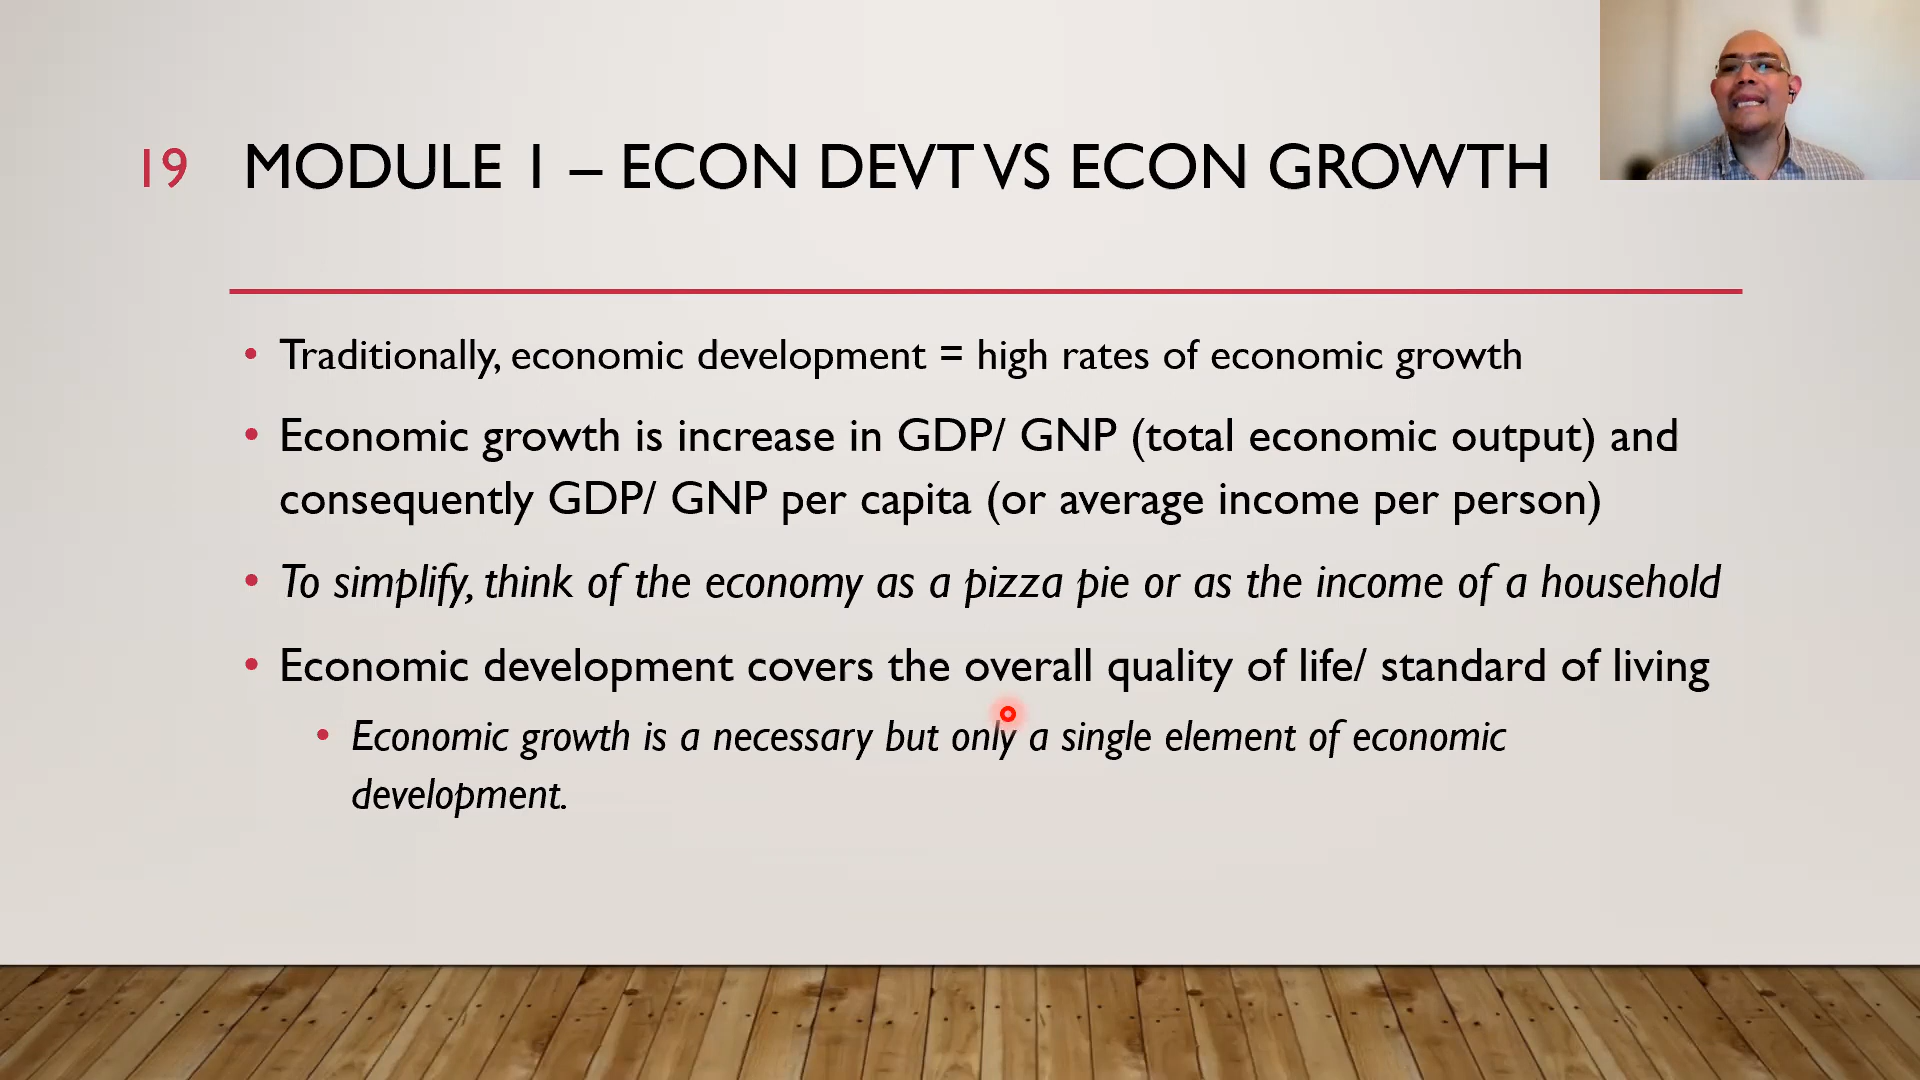 19 MODULE 1 – ECON DEVT VS ECON GROWTH
• Traditionally, economic development = high rates of economic growth
• Economic growth is increase in GDP/ GNP (total economic output) and
consequently GDP/ GNP per capita (or average income per person)
• To simplify, think of the economy as a pizza pie or as the income of a household
• Economic development covers the overall quality of life/ standard of living
• Economic growth is a necessary but only a single element of economic
development.